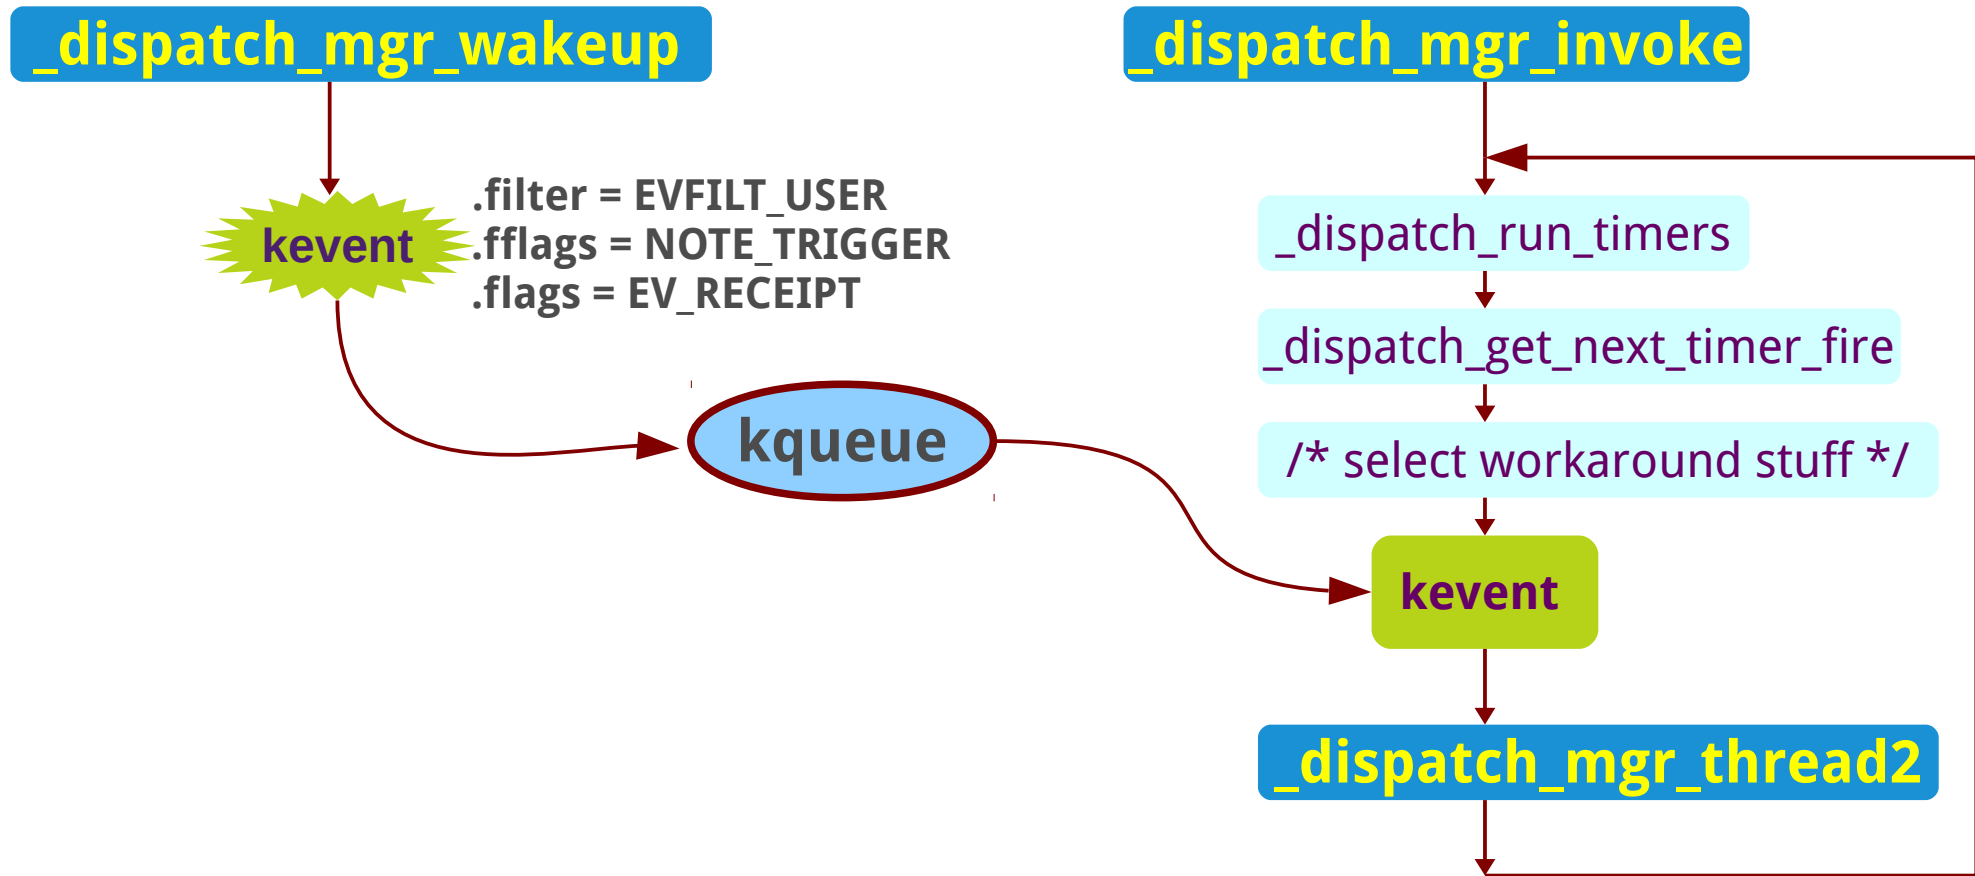 _dispatch_mgr_wakeup
kevent
.filter = EVFILT_USER
.fflags = NOTE_TRIGGER
.flags = EV_RECEIPT
kqueue
_dispatch_mgr_invoke
_dispatch_run_timers
_dispatch_get_next_timer_fire
/* select workaround stuff */
kevent
_dispatch_mgr_thread2